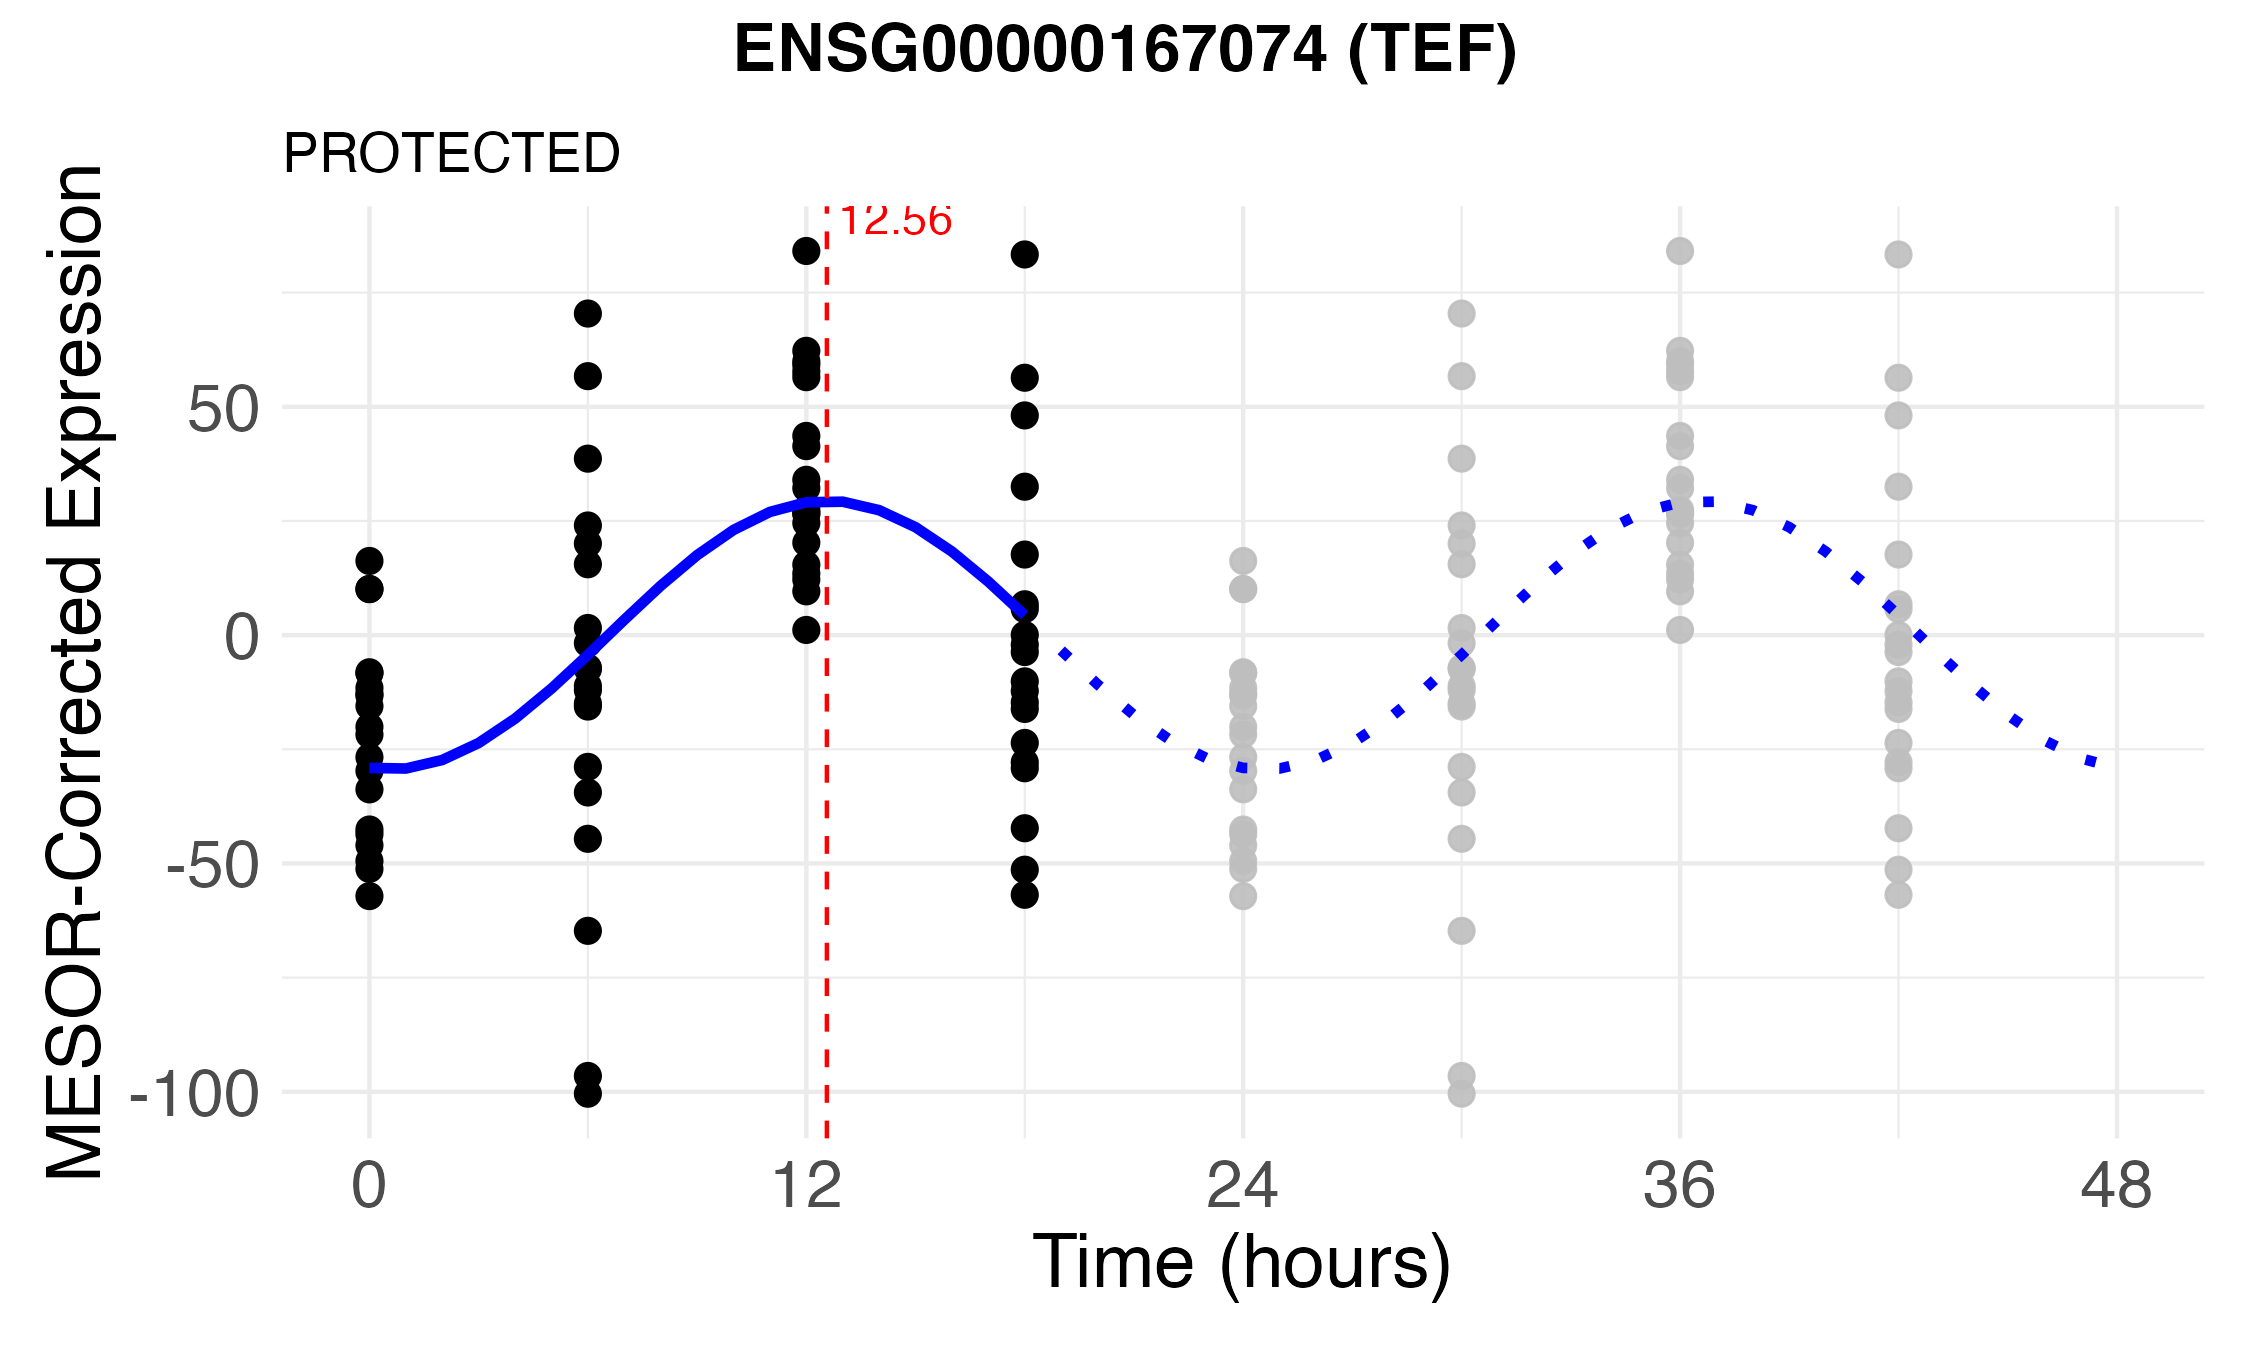 ENSG00000167074 (TEF)
PROTECTED
12.56
MESOR-Corrected Expression
50
0
-50
-100
0 12 24 36 48
Time (hours)